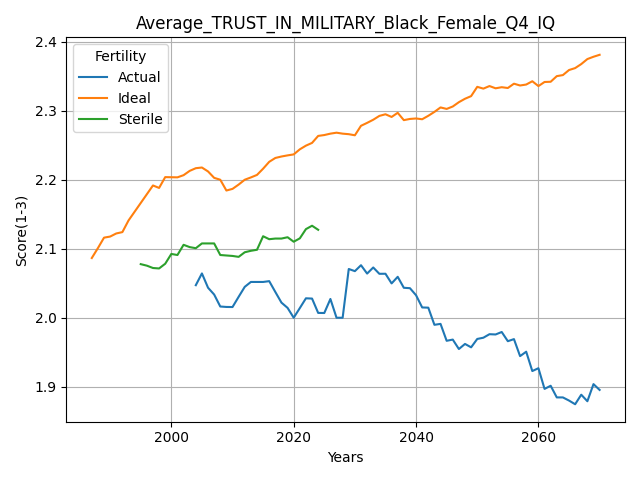 Average_TRUST_IN_MILITARY_Black_Female_Q4_IQ
Fertility
Actual
Ideal
Sterile
Score(1-3)
2.4
2.3
2.2
2.1
2.0
1.9
2000
2020
2040
2060
Years